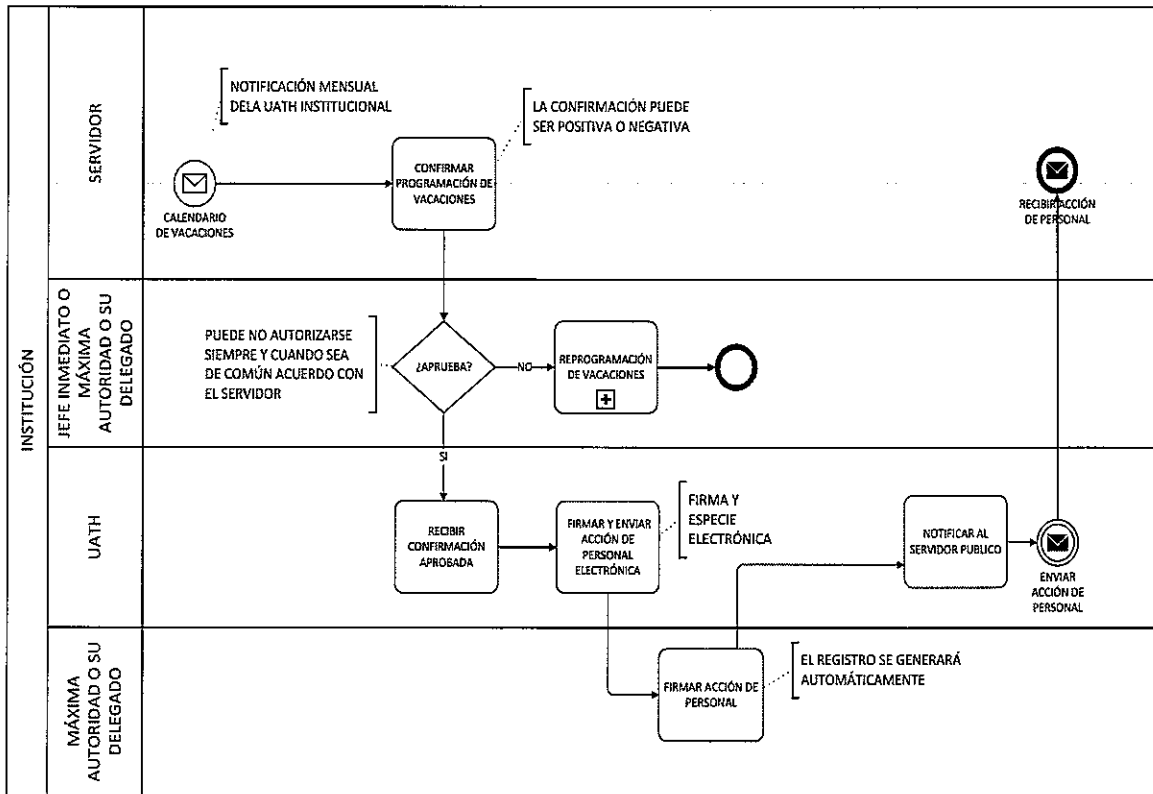 INSTITUCIÓN
SERVIDOR
NOTIFICACIÓN MENSUAL
DELA UATH INSTITUCIONAL
LA CONFIRMACIÓN PUEDE
SER POSITIVA O NEGATIVA
CALENDARIO
DE VACACIONES
CONFIRMAR
PROGRAMACIÓN DE
VACACIONES
RECIBIR ACCIÓN
DE PERSONAL
JEFE INMEDIATO O
MÁXIMA
AUTORIDAD O SU
DELEGADO
PUEDE NO AUTORIZARSE
SIEMPRE Y CUANDO SEA
DE COMÚN ACUERDO CON
EL SERVIDOR
¿APRUEBA?
NO
REPROGRAMACIÓN
DE VACACIONES
SI
UATH
RECIBIR
CONFIRMACIÓN
APROBADA
FIRMAR Y ENVIAR
ACCIÓN DE
PERSONAL
ELECTRÓNICA
FIRMA Y
ESPECIE
ELECTRÓNICA
NOTIFICAR AL
SERVIDOR PUBLICO
ENVIAR
ACCIÓN DE
PERSONAL
MÁXIMA
AUTORIDAD O SU
DELEGADO
FIRMAR ACCIÓN DE
PERSONAL
EL REGISTRO SE GENERARÁ
AUTOMÁTICAMENTE